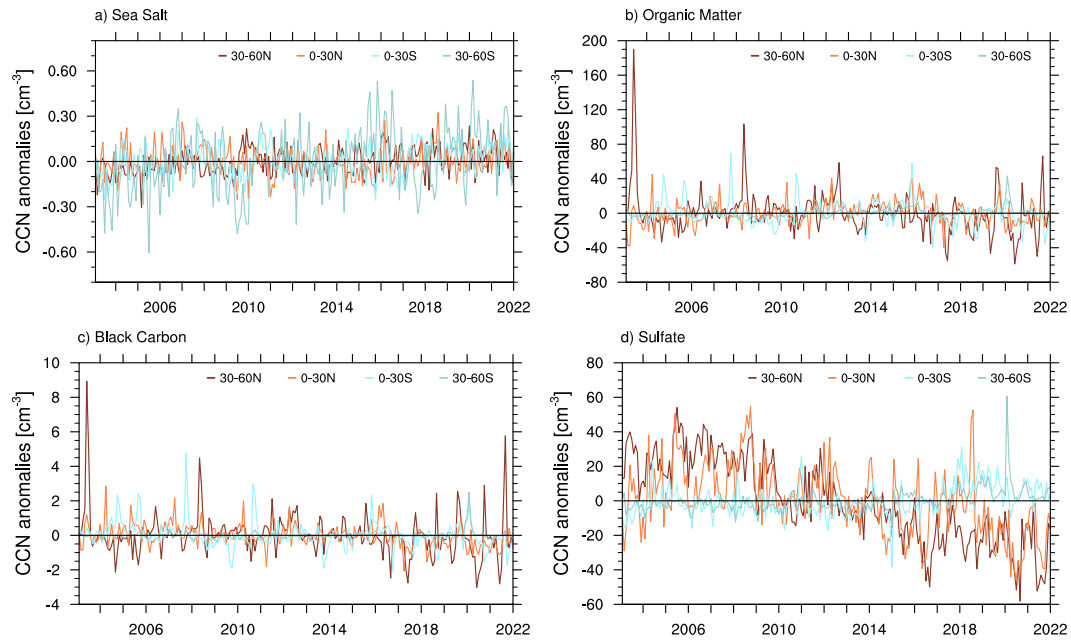 a) Sea Salt
30-60N 0-30N 0-30S 30-60S
CCN anomalies [cm-3]
0.60
0.30
0.00
-0.30
-0.60
2006 2010 2014 2018 2022
b) Organic Matter
30-60N 0-30N 0-30S 30-60S
CCN anomalies [cm-3]
200
160
120
80
40
0
-40
-80
2006 2010 2014 2018 2022
c) Black Carbon
30-60N 0-30N 0-30S 30-60S
CCN anomalies [cm-3]
10
8
6
4
2
0
-2
-4
2006 2010 2014 2018 2022
d) Sulfate
30-60N 0-30N 0-30S 30-60S
CCN anomalies [cm-3]
80
60
40
20
0
-20
-40
-60
2006 2010 2014 2018 2022